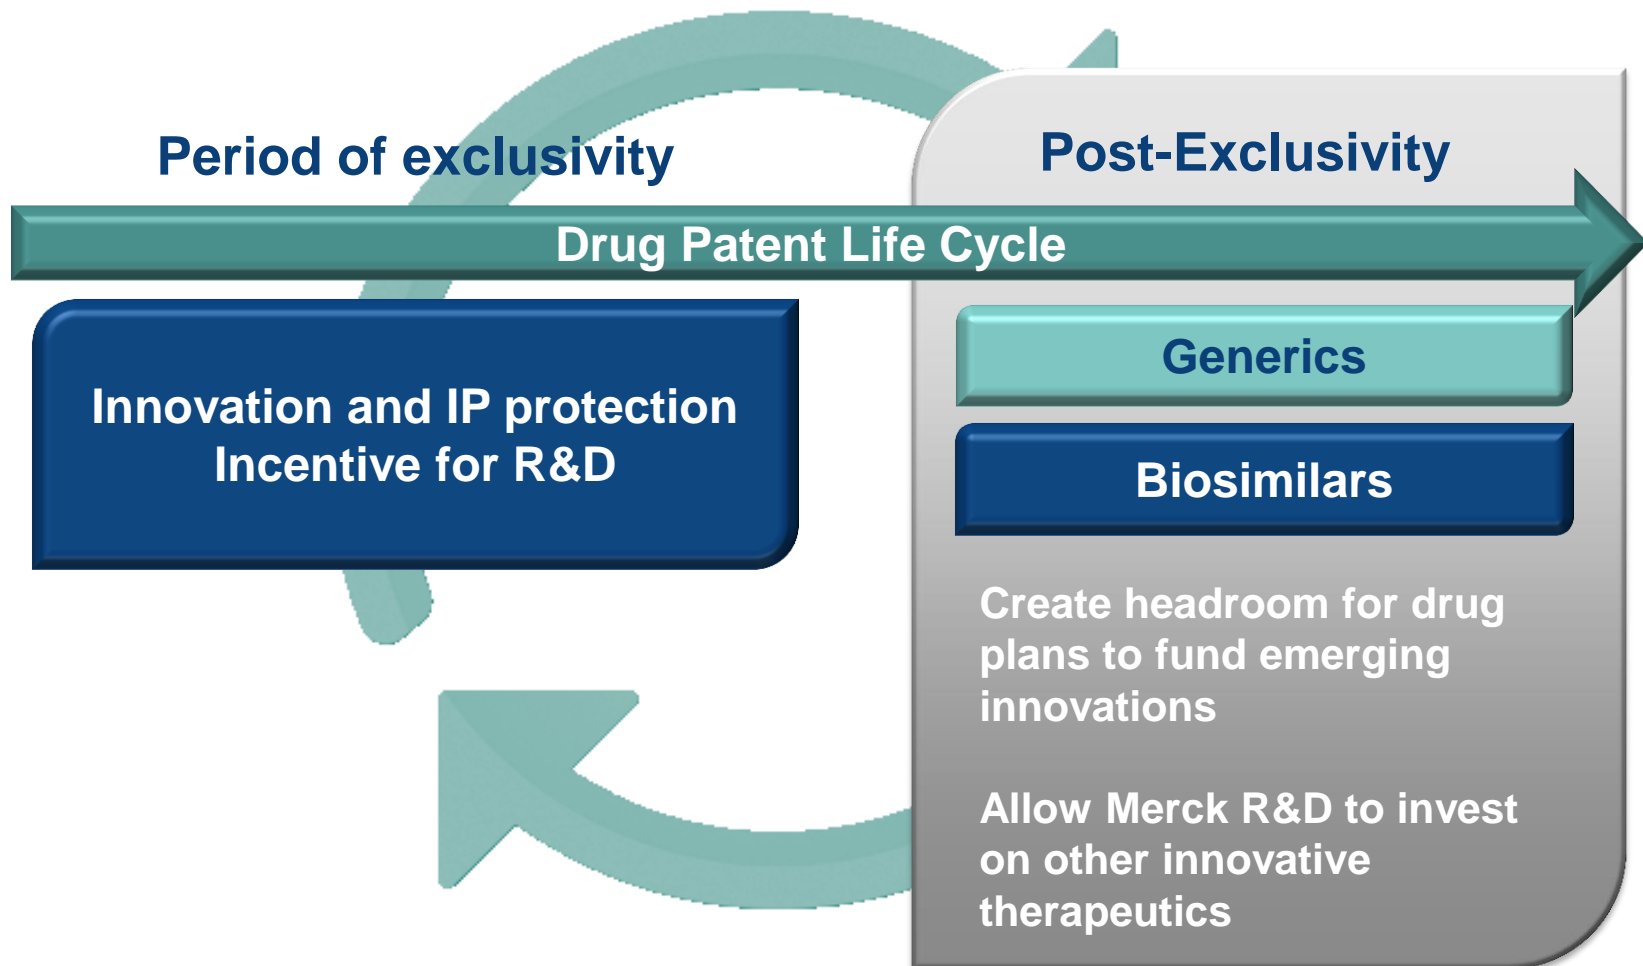 Period of exclusivity
Post-Exclusivity
Drug Patent Life Cycle
Innovation and IP protection
Incentive for R&D
Generics
Biosimilars
Create headroom for drug
plans to fund emerging
innovations
Allow Merck R&D to invest
on other innovative
therapeutics